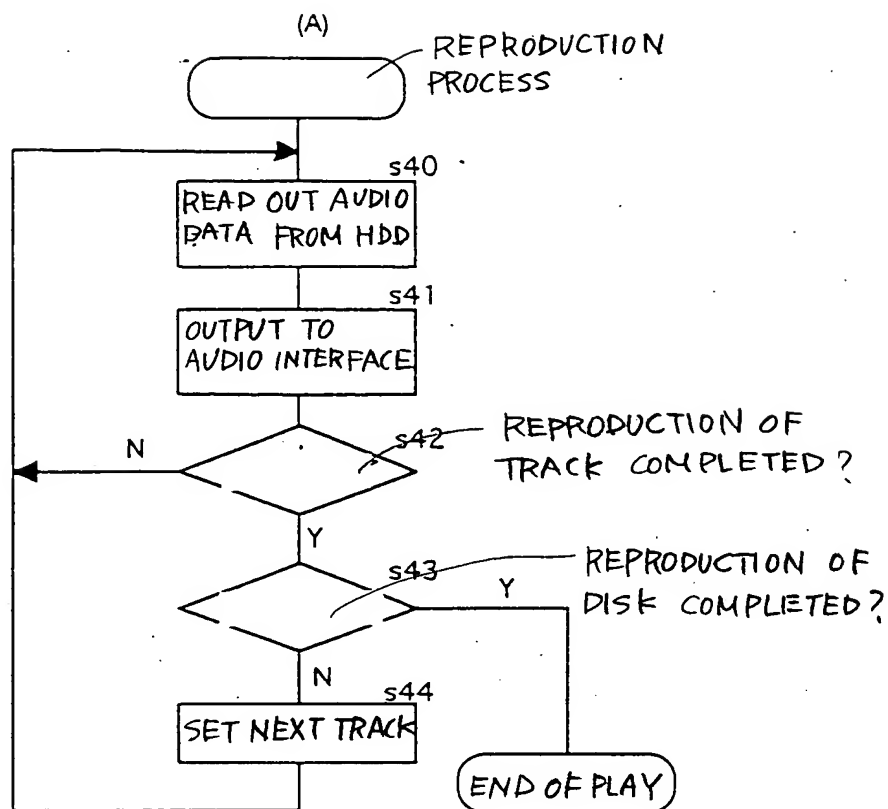 (A)
REPRODUCTION
PROCESS
s40
READ OUT AUDIO
DATA FROM HDD
s41
OUTPUT TO
AUDIO INTERFACE
s42
N
REPRODUCTION OF
TRACK COMPLETED?
Y
s43
Y
REPRODUCTION OF
DISK COMPLETED?
N
s44
SET NEXT TRACK
END OF PLAY